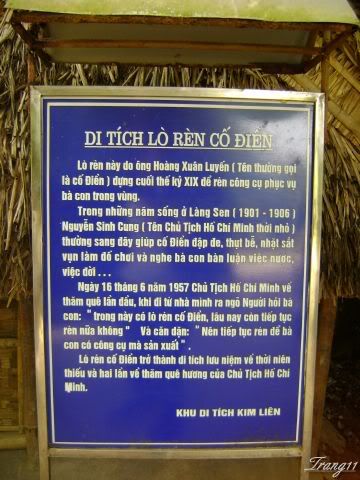 DI TÍCH LÒ RÈN CỐ ĐIỀN
Lò rèn này do ông Hoàng Xuân Luyến ( Tên thường gọi
là cố Điền ) dựng cuối thế kỷ XIX để rèn công cụ phục vụ
bà con trong vùng.
Trong những năm sống ở Làng Sen ( 1901 - 1906 )
Nguyễn Sinh Cung ( Tên Chủ Tịch Hồ Chí Minh thời nhỏ )
thường sang đây giúp cố Điền đập đe, thụt bễ, nhặt sắt
vụn làm đồ chơi và nghe bà con bàn luận việc nước,
việc đời . . .
Ngày 16 tháng 6 năm 1957 Chủ Tịch Hồ Chí Minh về
thăm quê lần đầu, khi đi từ nhà mình ra ngõ Người hỏi bà
con: " trong này có lò rèn cố Điền, lâu nay còn tiếp tục
rèn nữa không" Và căn dặn: "Nên tiếp tục rèn để bà
con có công cụ mà sản xuất" .
Lò rèn cố Điền trở thành di tích lưu niệm về thời niên
thiếu và hai lần về thăm quê hương của Chủ Tịch Hồ Chí
Minh.
KHU DI TÍCH KIM LIÊN
Trang11